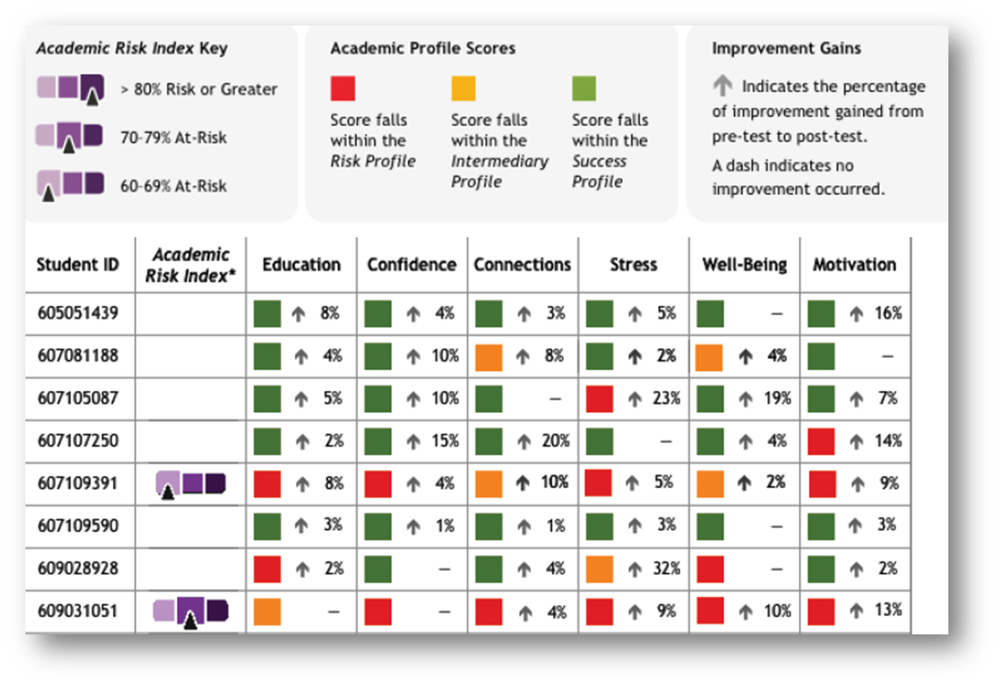 Academic Risk Index Key
> 80% Risk or Greater
70-79% At-Risk
60-69% At-Risk
Academic Profile Scores
Score falls
within the
Risk Profile
Score falls
within the
Intermediary
Profile
Score falls
within the
Success
Profile
Improvement Gains
Indicates the percentage
of improvement gained from
pre-test to post-test.
A dash indicates no
improvement occurred.
Student ID Academic Risk Index* Education Confidence Connections Stress Well-Being Motivation
605051439 8% 4% 3% 5% – 16%
607081188 4% 10% 8% 2% 4% –
607105087 5% 10% – 23% 19% 7%
607107250 2% 15% 20% – 4% 14%
607109391 8% 4% 10% 5% 2% 9%
607109590 3% 1% 1% 3% – 3%
609028928 2% – 4% 32% – 2%
609031051 – – 4% 9% 10% 13%